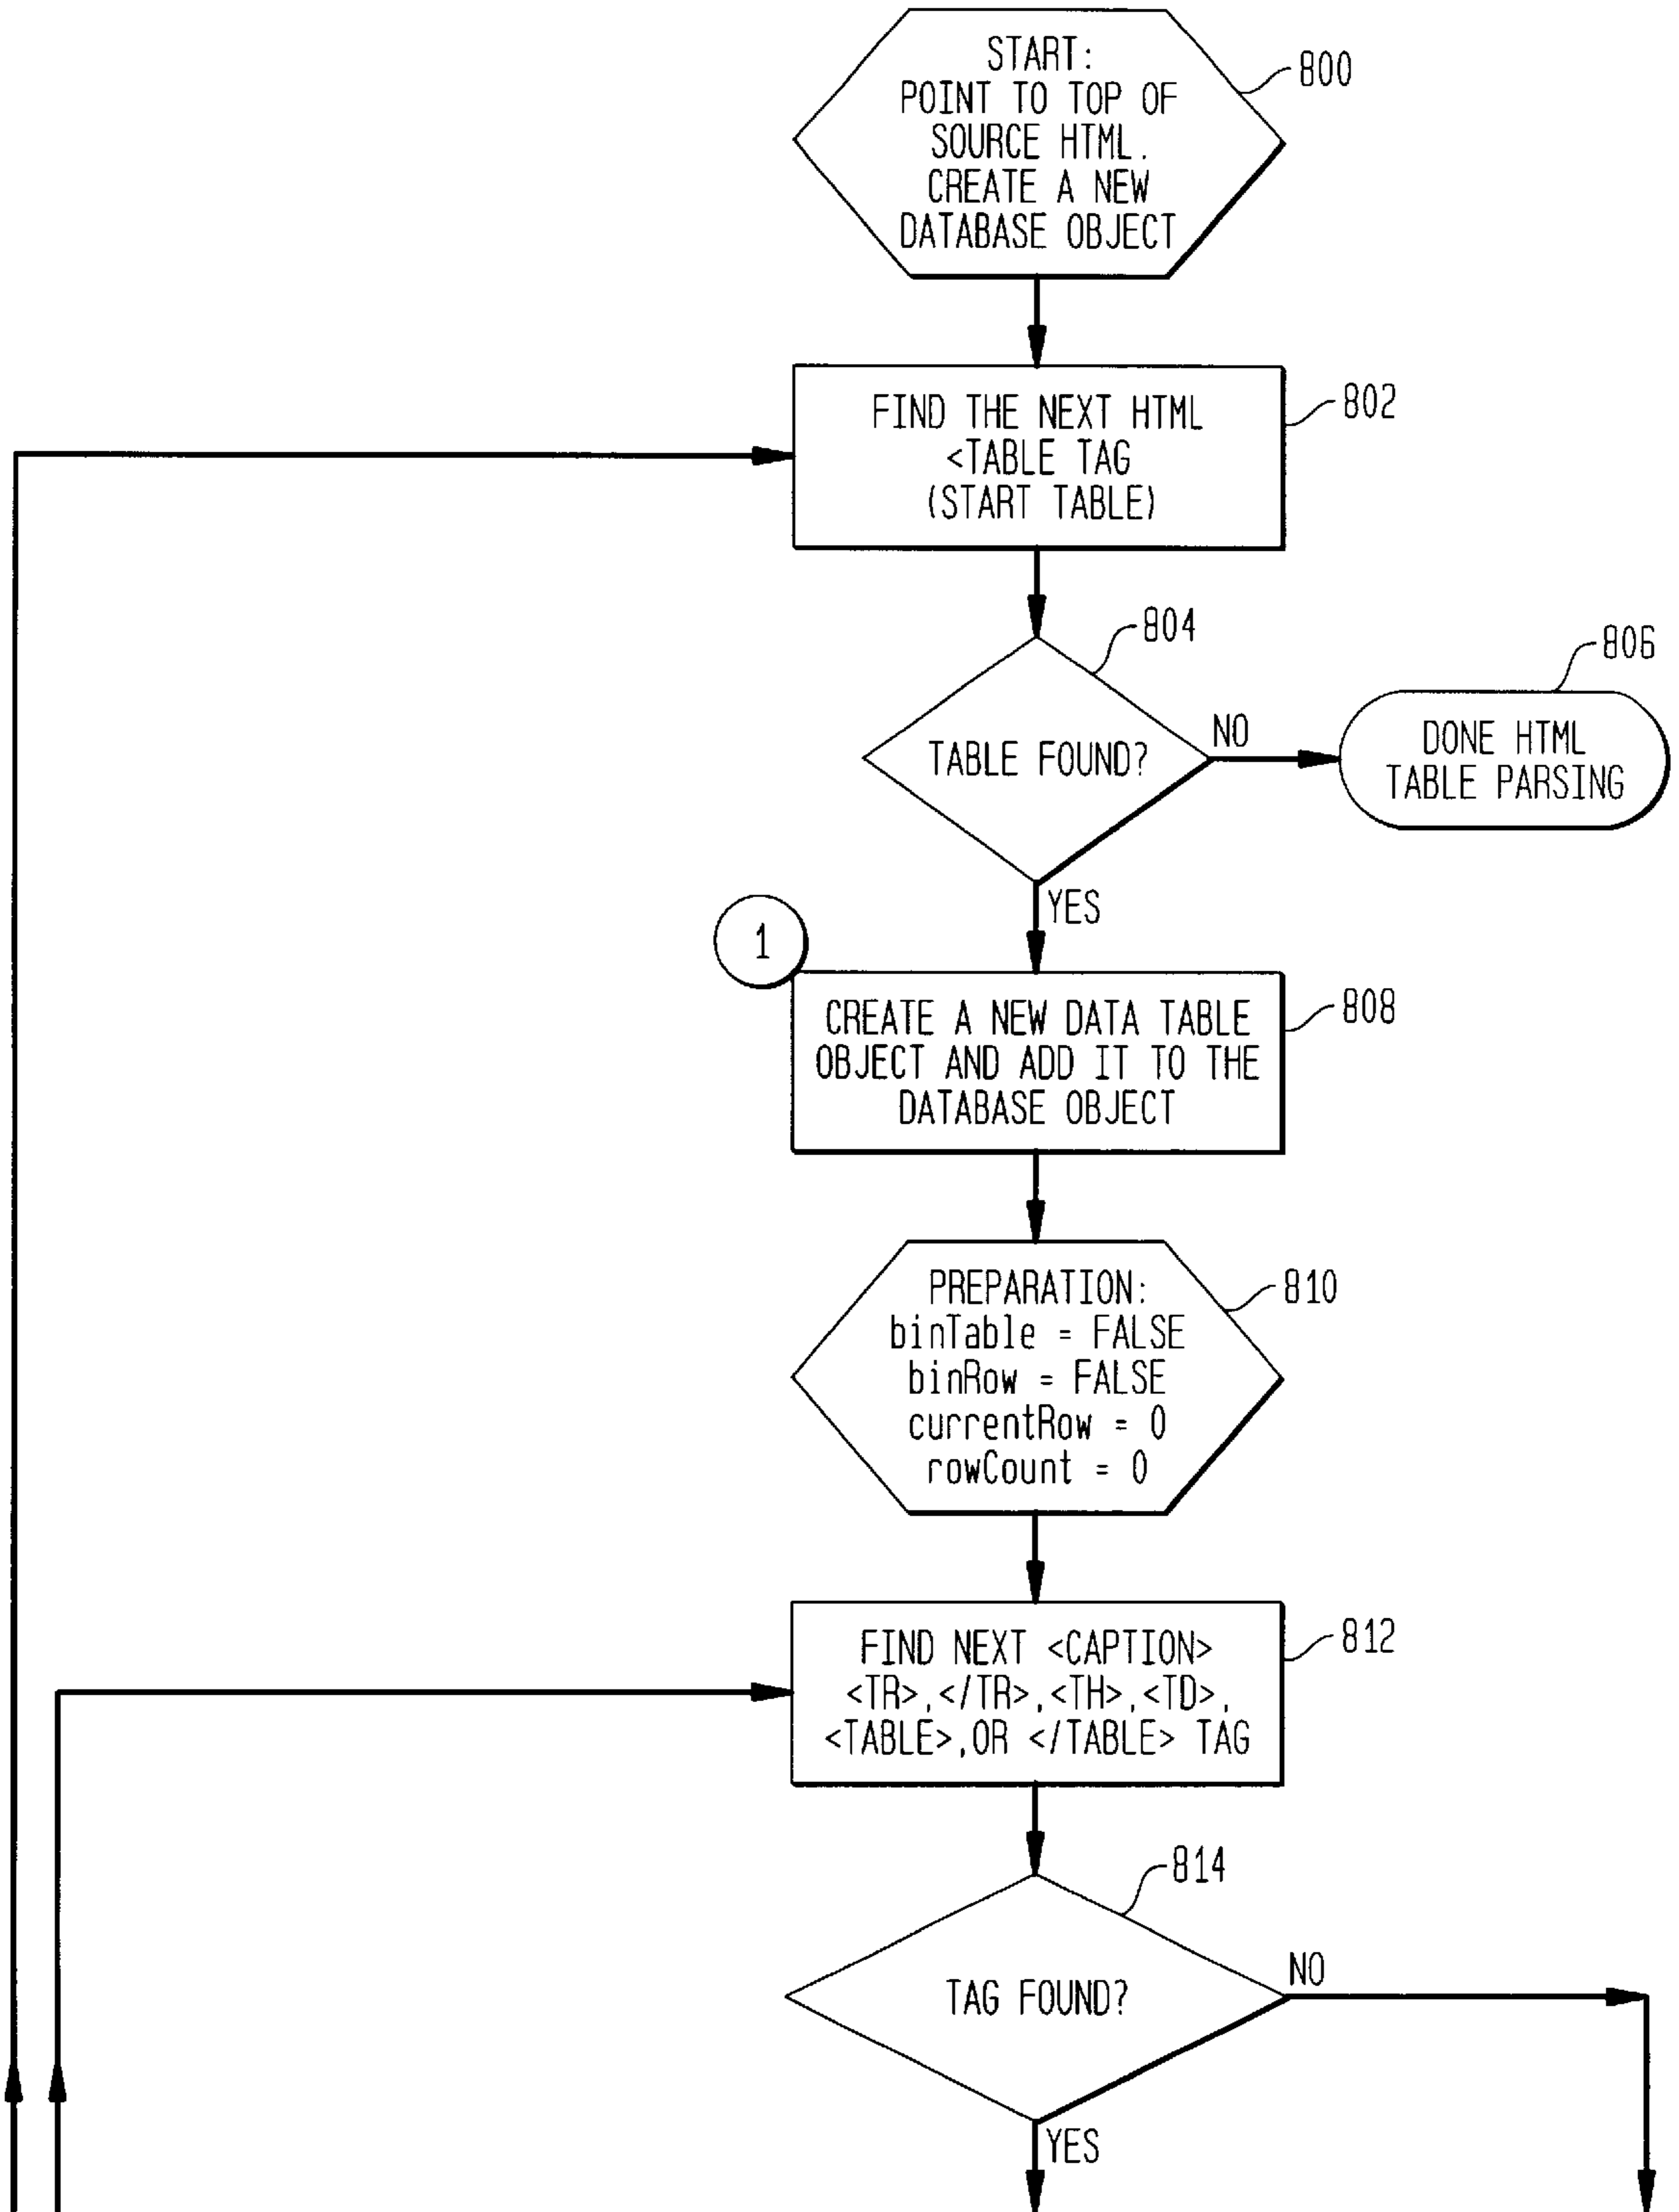 START:
POINT TO TOP OF
SOURCE HTML.
CREATE A NEW
DATABASE OBJECT
800
FIND THE NEXT HTML
<TABLE TAG
(START TABLE)
802
804
TABLE FOUND?
NO
806
DONE HTML
TABLE PARSING
YES
1
CREATE A NEW DATA TABLE
OBJECT AND ADD IT TO THE
DATABASE OBJECT
808
PREPARATION:
binTable = FALSE
binRow = FALSE
currentRow = 0
rowCount = 0
810
FIND NEXT <CAPTION>
<TR>,</TR>,<TH>,<TD>,
<TABLE>,OR </TABLE> TAG
812
814
TAG FOUND?
NO
YES